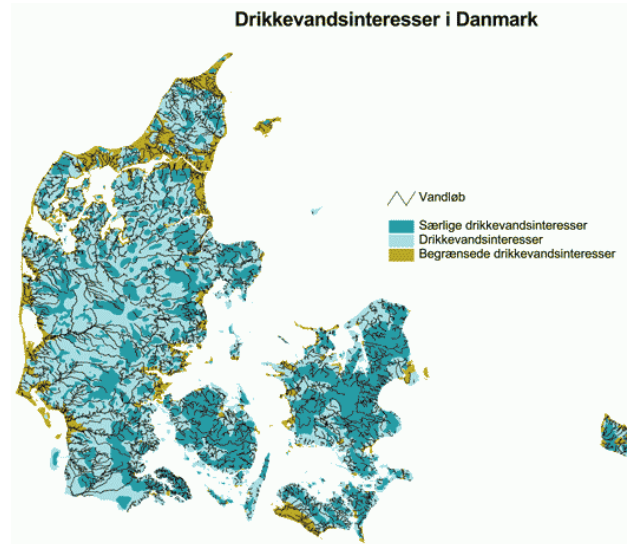 Drikkevandsinteresser i Danmark
Vandløb
Særlige drikkevandsinteresser
Drikkevandsinteresser
Begrænsede drikkevandsinteresser